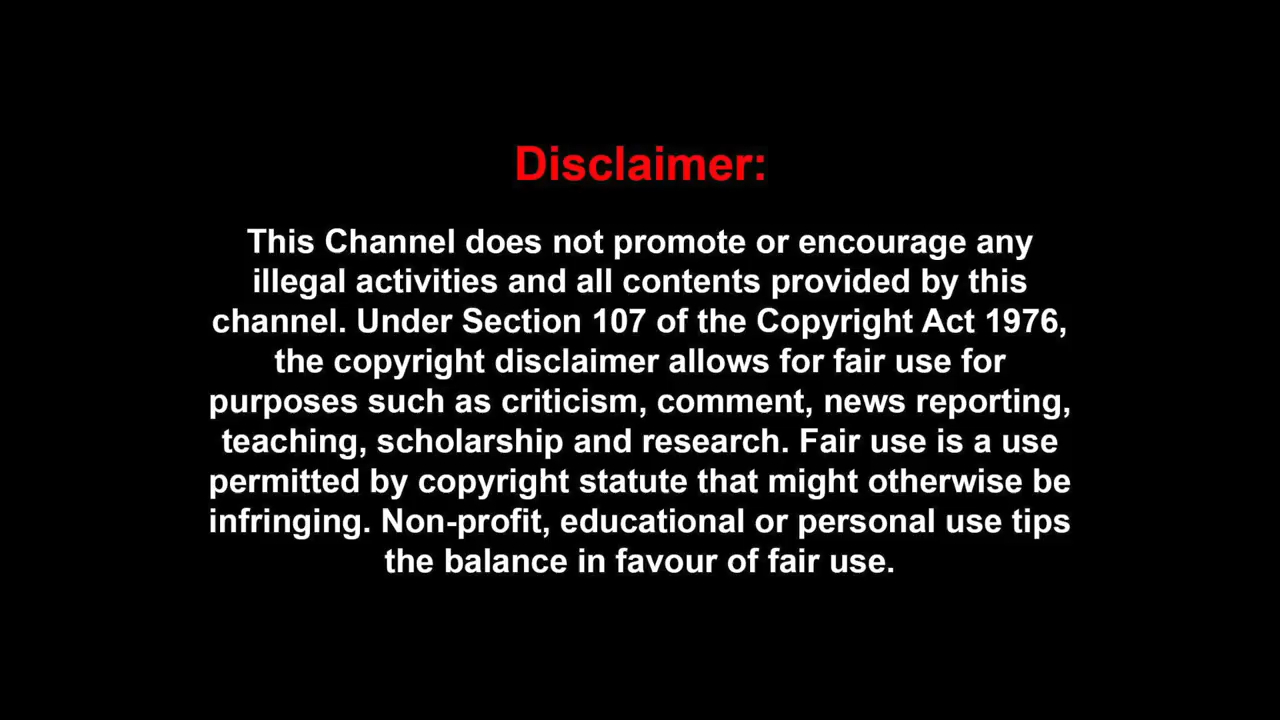 Disclaimer:
This Channel does not promote or encourage any
illegal activities and all contents provided by this
channel. Under Section 107 of the Copyright Act 1976,
the copyright disclaimer allows for fair use for
purposes such as criticism, comment, news reporting,
teaching, scholarship and research. Fair use is a use
permitted by copyright statute that might otherwise be
infringing. Non-profit, educational or personal use tips
the balance in favour of fair use.